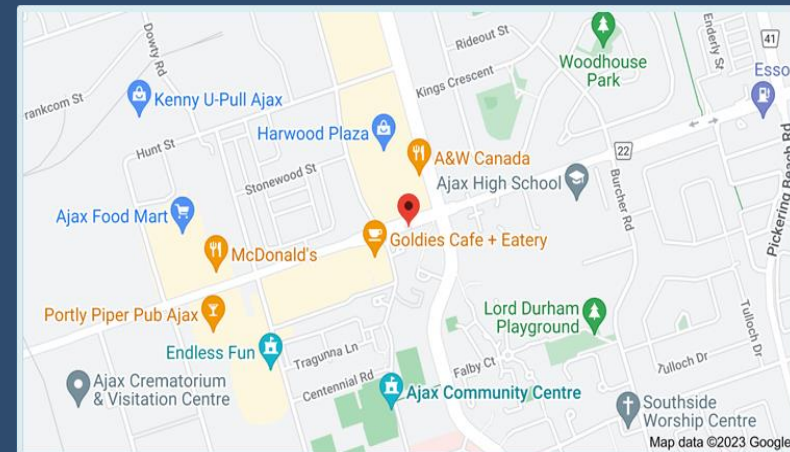 Dowty Rd
Rideout St
Woodhouse
Park
Enderly St
41
Esso
rankcom St
Kenny U-Pull Ajax
Kings Crescent
Harwood Plaza
Hunt St
A&W Canada
22
Stonewood St
Ajax High School
Burcher Rd
Pickering Beach Rd
Ajax Food Mart
Goldies Cafe + Eatery
McDonald's
Portly Piper Pub Ajax
Lord Durham
Playground
Tulloch Dr
Endless Fun
Tragunna Ln
Falby Ct
Tulloch Dr
Ajax Crematorium
& Visitation Centre
Centennial Rd
Ajax Community Centre
Southside
Worship Centre
Map data ©2023 Google